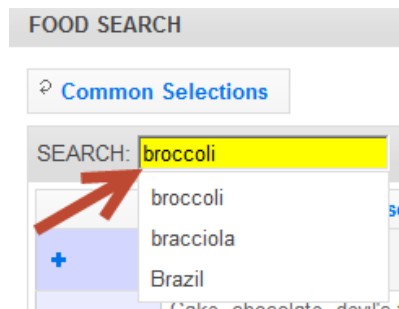 FOOD SEARCH
Common Selections
SEARCH: broccoli
broccoli
bracciola
Brazil